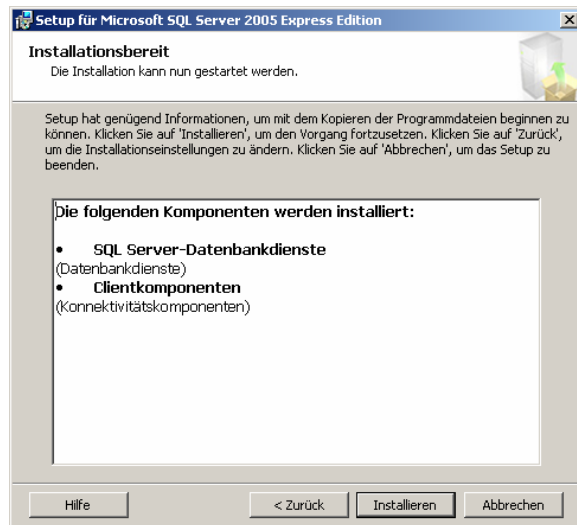 Setup für Microsoft SQL Server 2005 Express Edition
Installationsbereit
Die Installation kann nun gestartet werden.
Setup hat genügend Informationen, um mit dem Kopieren der Programmdateien beginnen zu
können. Klicken Sie auf 'Installieren', um den Vorgang fortzusetzen. Klicken Sie auf 'Zurück',
um die Installationseinstellungen zu ändern. Klicken Sie auf 'Abbrechen', um das Setup zu
beenden.
Die folgenden Komponenten werden installiert:
• SQL Server-Datenbankdienste
(Datenbankdienste)
• Clientkomponenten
(Konnektivitätskomponenten)
Hilfe < Zurück Installieren Abbrechen